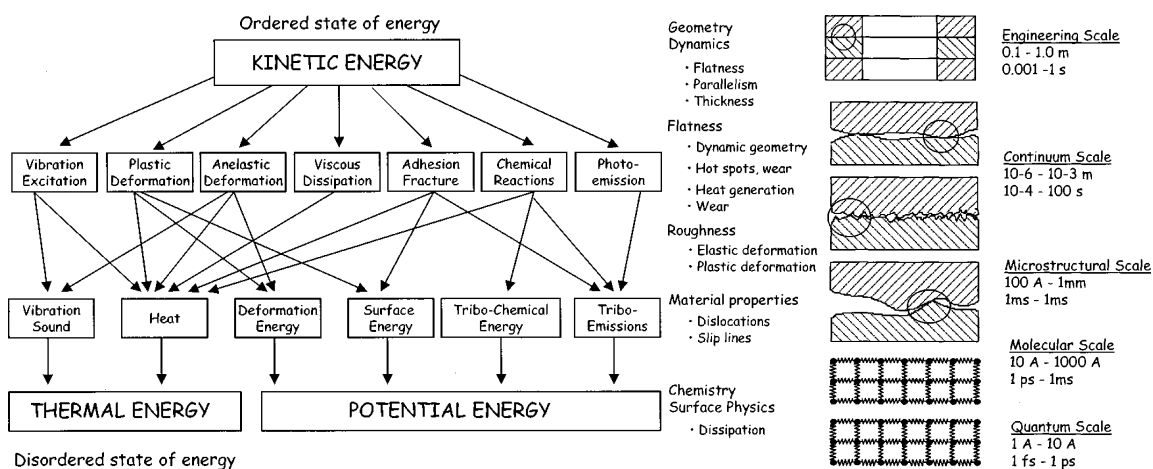 Ordered state of energy
KINETIC ENERGY
Vibration
Excitation
Plastic
Deformation
Anelastic
Deformation
Viscous
Dissipation
Adhesion
Fracture
Chemical
Reactions
Photo-
emission
Vibration
Sound
Heat
Deformation
Energy
Surface
Energy
Tribo-Chemical
Energy
Tribo-
Emissions
THERMAL ENERGY
POTENTIAL ENERGY
Disordered state of energy
Geometry
Dynamics
· Flatness
· Parallelism
· Thickness
Flatness
· Dynamic geometry
· Hot spots, wear
· Heat generation
· Wear
Roughness
· Elastic deformation
· Plastic deformation
Material properties
· Dislocations
· Slip lines
Chemistry
Surface Physics
· Dissipation
Engineering Scale
0.1 - 1.0 m
0.001 -1 s
Continuum Scale
10-6 - 10-3 m
10-4 - 100 s
Microstructural Scale
100 A - 1mm
1ms - 1ms
Molecular Scale
10 A - 1000 A
1 ps - 1ms
Quantum Scale
1 A - 10 A
1 fs - 1 ps